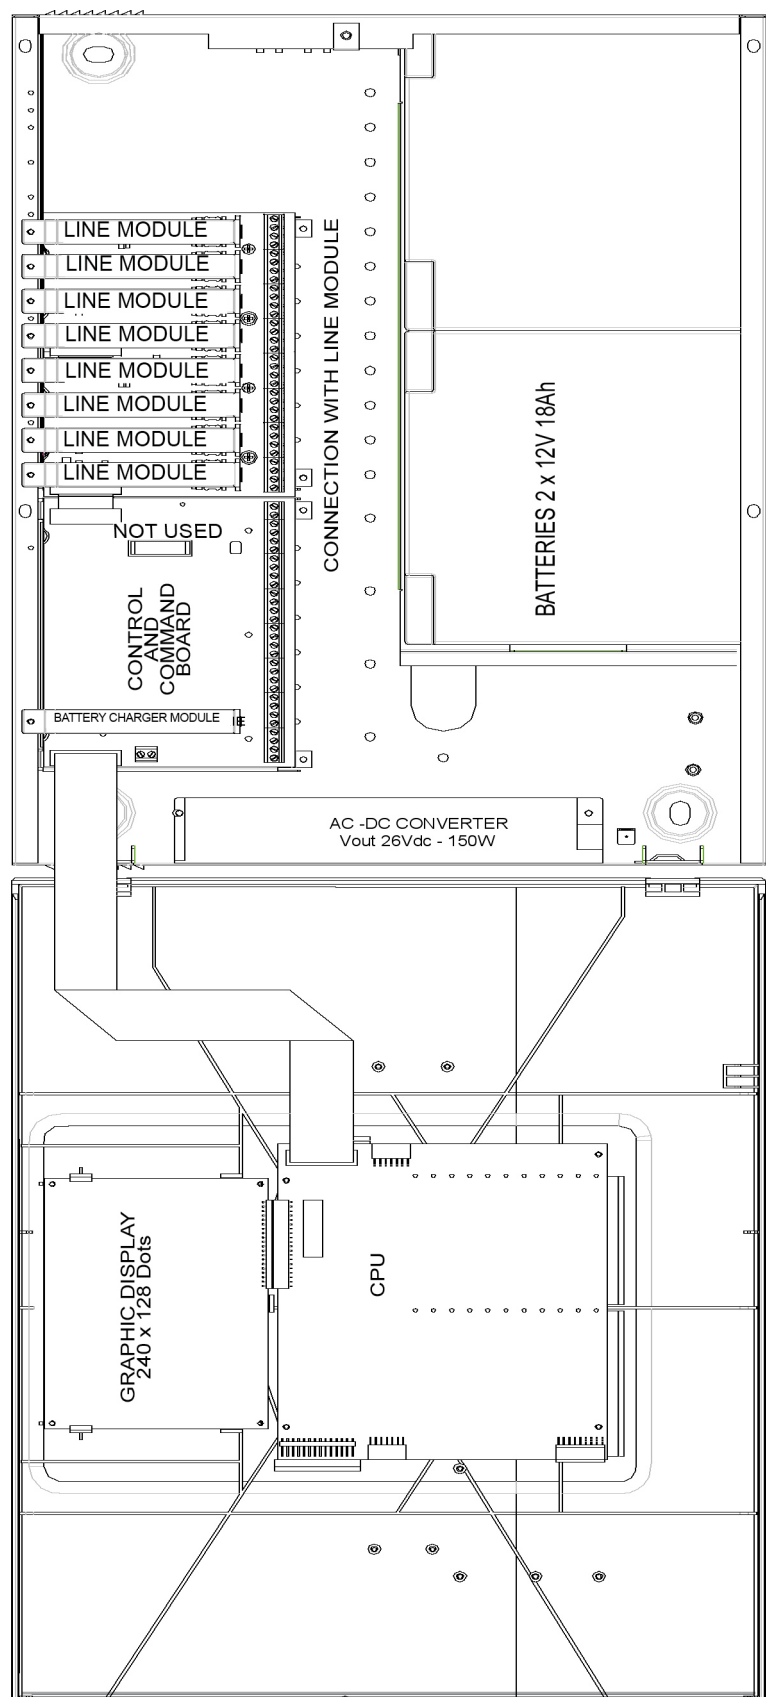 LINE MODULE
LINE MODULE
LINE MODULE
LINE MODULE
LINE MODULE
LINE MODULE
LINE MODULE
LINE MODULE
CONNECTION WITH LINE MODULE
BATTERIES 2 x 12V 18Ah
NOT USED
CONTROL
AND
COMMAND
BOARD
BATTERY CHARGER MODULE
AC -DC CONVERTER
Vout 26Vdc - 150W
GRAPHIC DISPLAY
240 x 128 Dots
CPU